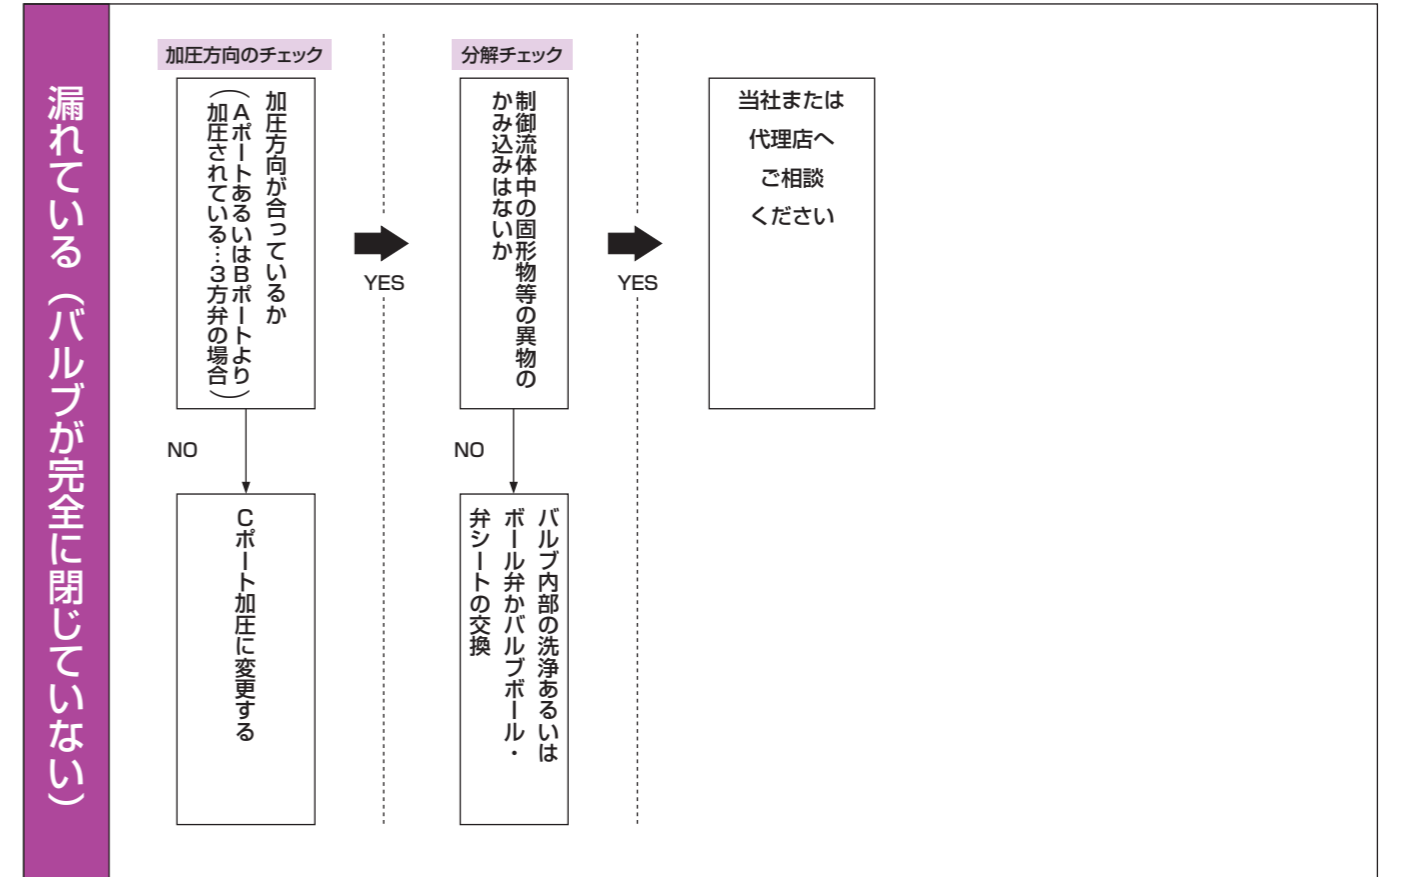 漏れている（バルブが完全に閉じていない）
加圧方向のチェック
加圧方向が合っているか
（AポートあるいはBポートより
加圧されている…3方弁の場合）
YES
NO
Cポート加圧に変更する
分解チェック
制御流体中の固形物等の異物の
かみ込みはないか
YES
NO
バルブ内部の洗浄あるいは
ボール弁かバルブボール・
弁シートの交換
当社または
代理店へ
ご相談
ください